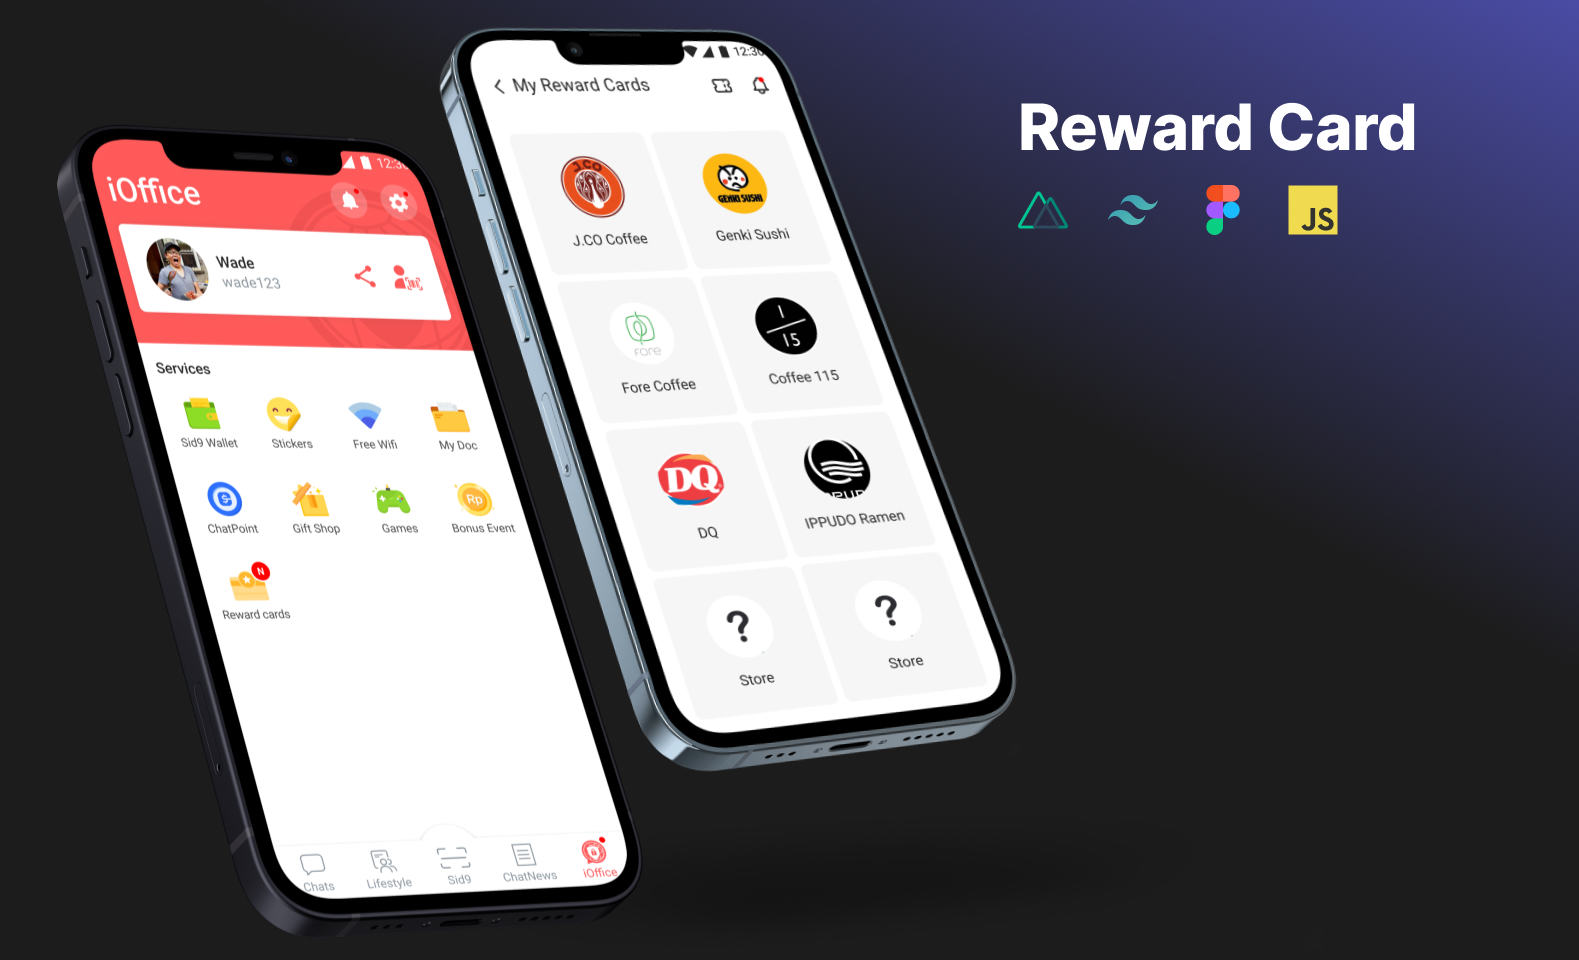 Reward Card
JS
12:30
My Reward Cards
J.CO
J.CO Coffee
GENKI SUSHI
Genki Sushi
fore
Fore Coffee
1
15
Coffee 115
DQ
DQ
IPPUDO Ramen
?
Store
?
Store
iOffice
Wade
wade123
Services
Sid9 Wallet
Stickers
Free Wifi
My Doc
S
ChatPoint
Gift Shop
Games
Rp
Bonus Event
N
Reward cards
Chats
Lifestyle
Sid9
ChatNews
iOffice